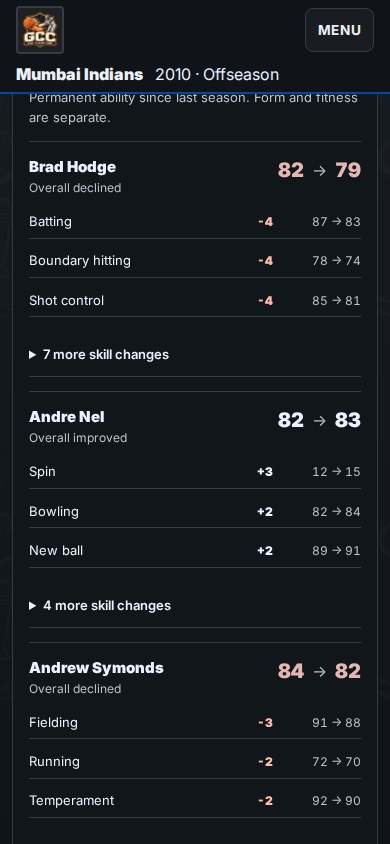 GCC
MENU
Mumbai Indians 2010 · Offseason
Permanent ability since last season. Form and fitness
are separate.
Brad Hodge 82 → 79
Overall declined
Batting -4 87 → 83
Boundary hitting -4 78 → 74
Shot control -4 85 → 81
▶ 7 more skill changes
Andre Nel 82 → 83
Overall improved
Spin +3 12 → 15
Bowling +2 82 → 84
New ball +2 89 → 91
▶ 4 more skill changes
Andrew Symonds 84 → 82
Overall declined
Fielding -3 91 → 88
Running -2 72 → 70
Temperament -2 92 → 90